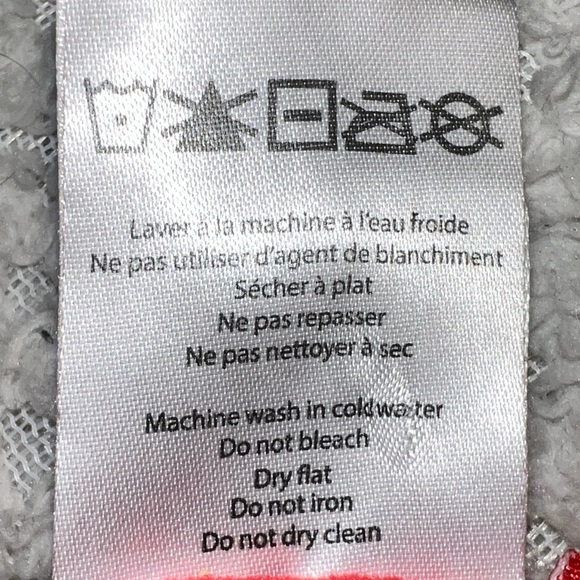 Laver à la machine à l'eau froide
Ne pas utiliser d'agent de blanchiment
Sécher à plat
Ne pas repasser
Ne pas nettoyer à sec
Machine wash in cold water
Do not bleach
Dry flat
Do not iron
Do not dry clean